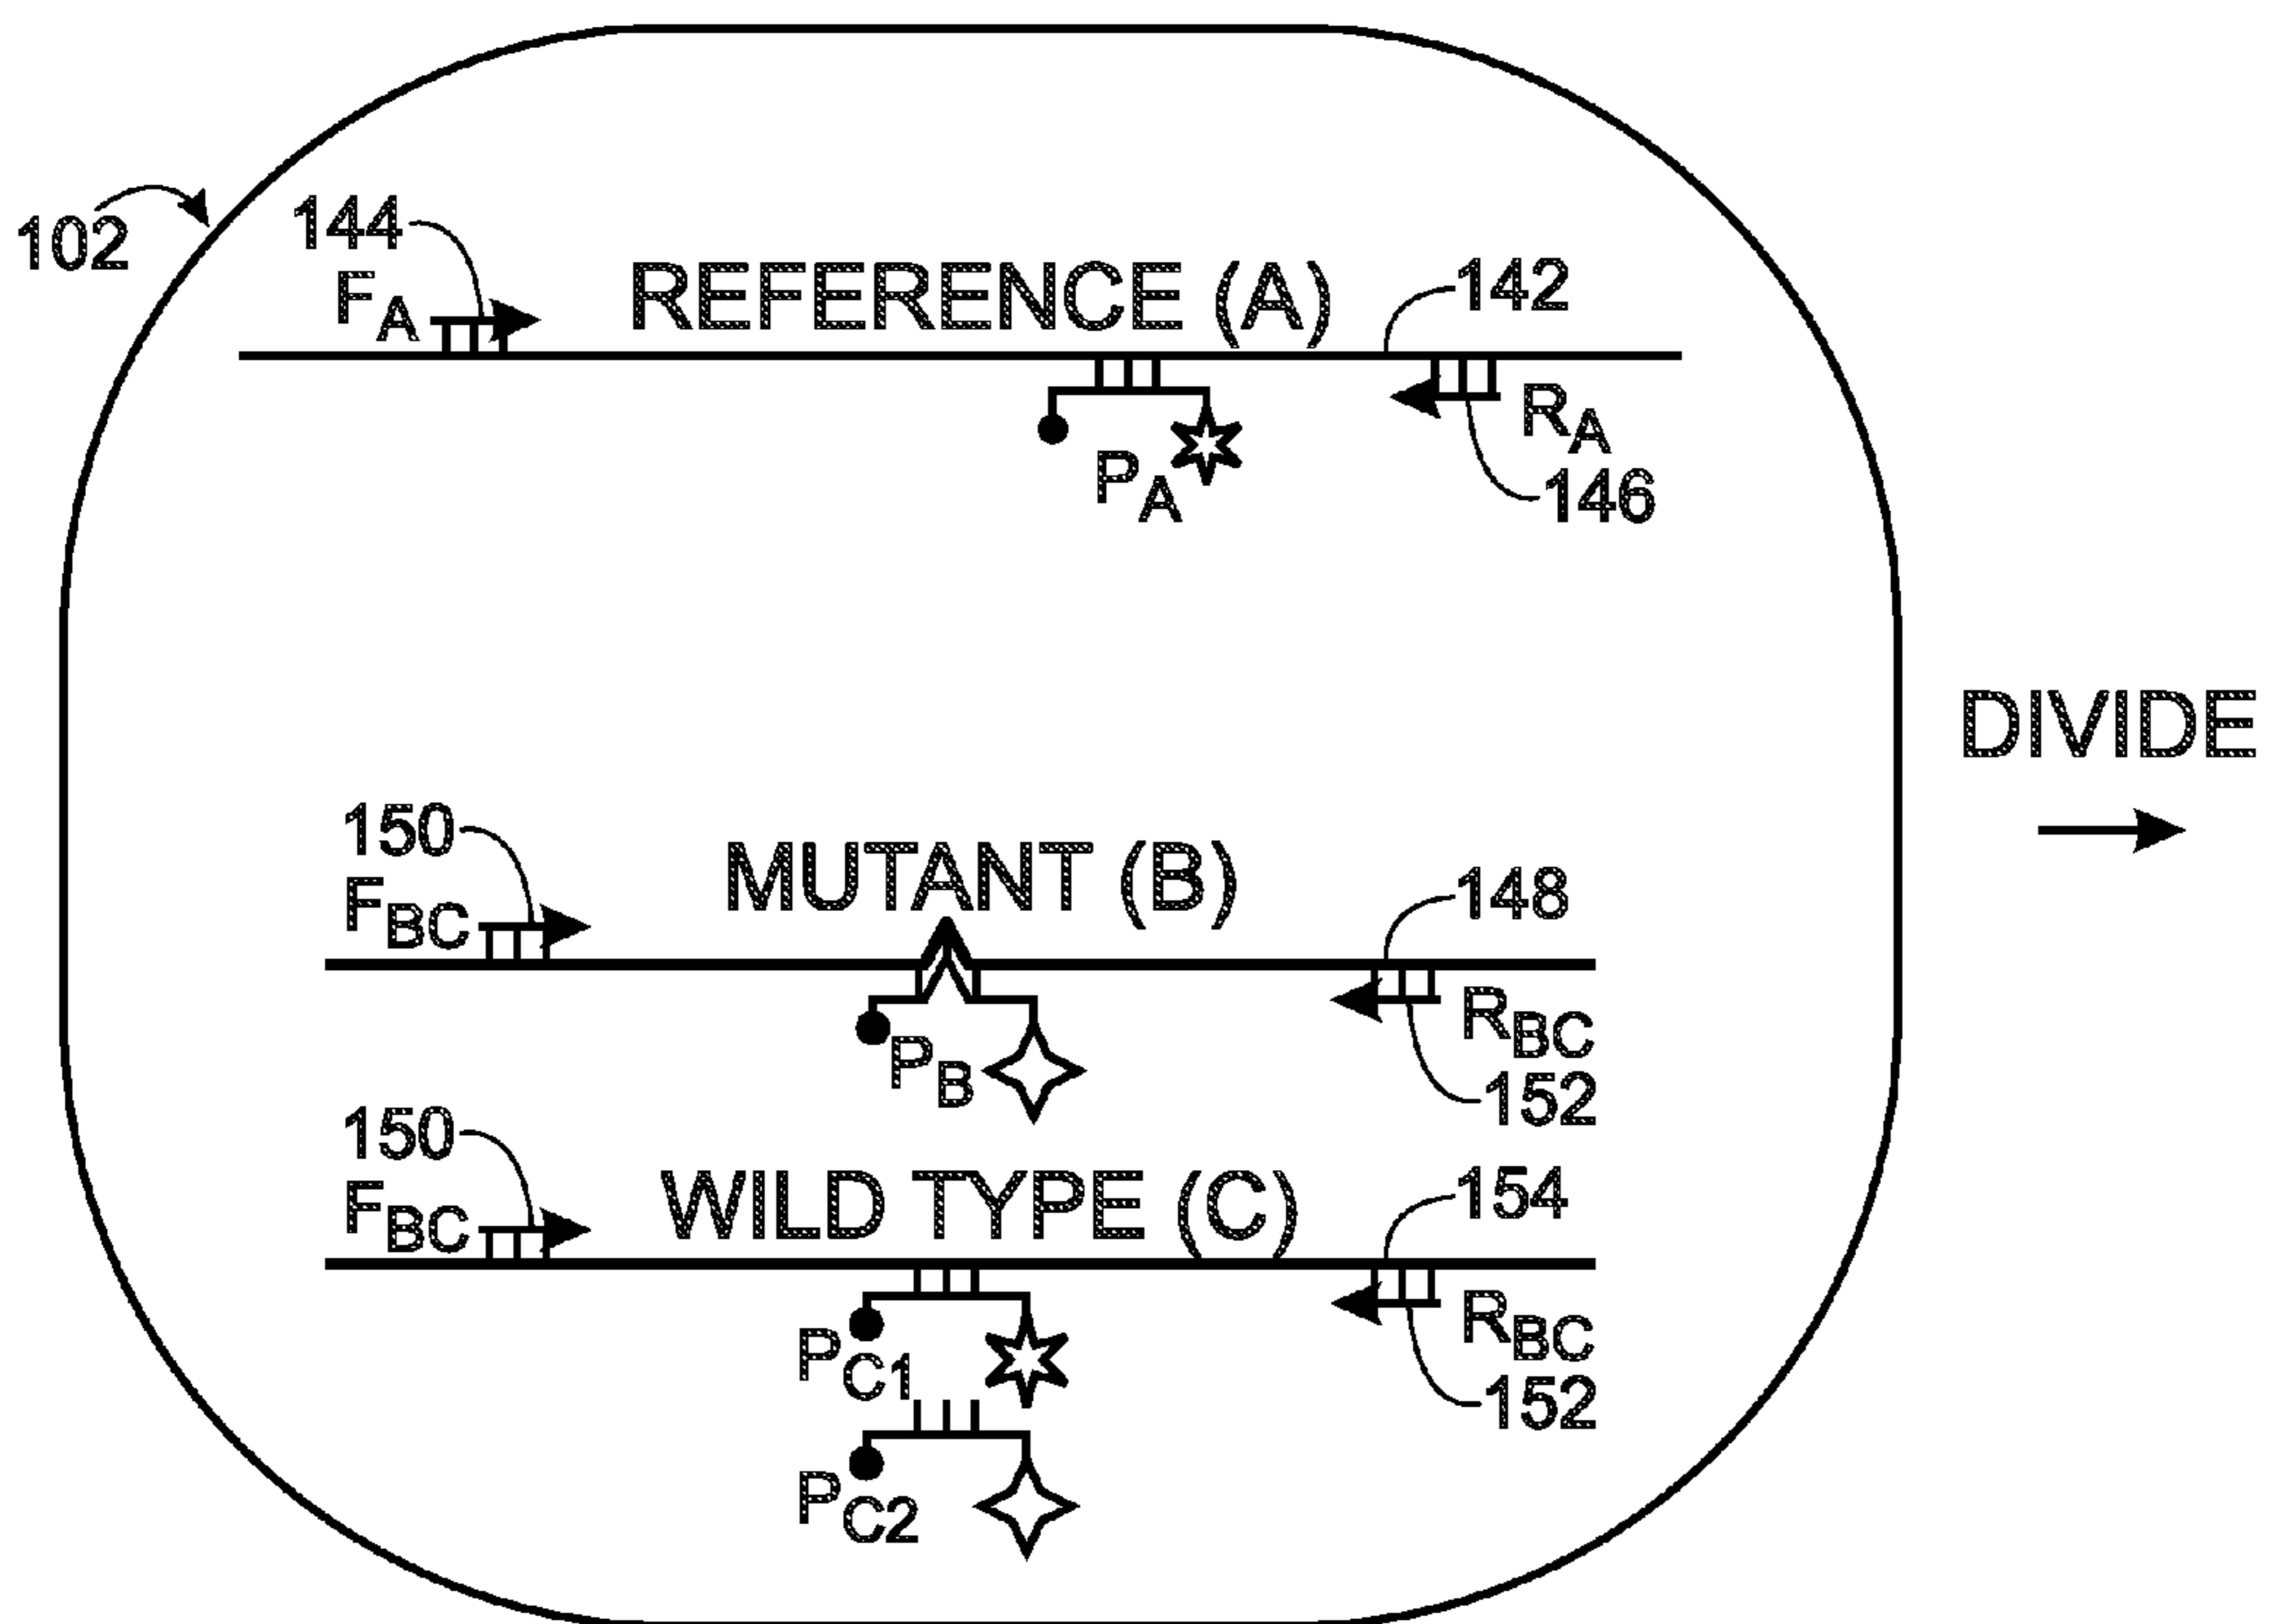 102
144
F_A
REFERENCE (A)
142
R_A
146
P_A
DIVIDE
150
F_BC
MUTANT (B)
148
R_BC
152
P_B
150
F_BC
WILD TYPE (C)
154
R_BC
152
P_C1
P_C2